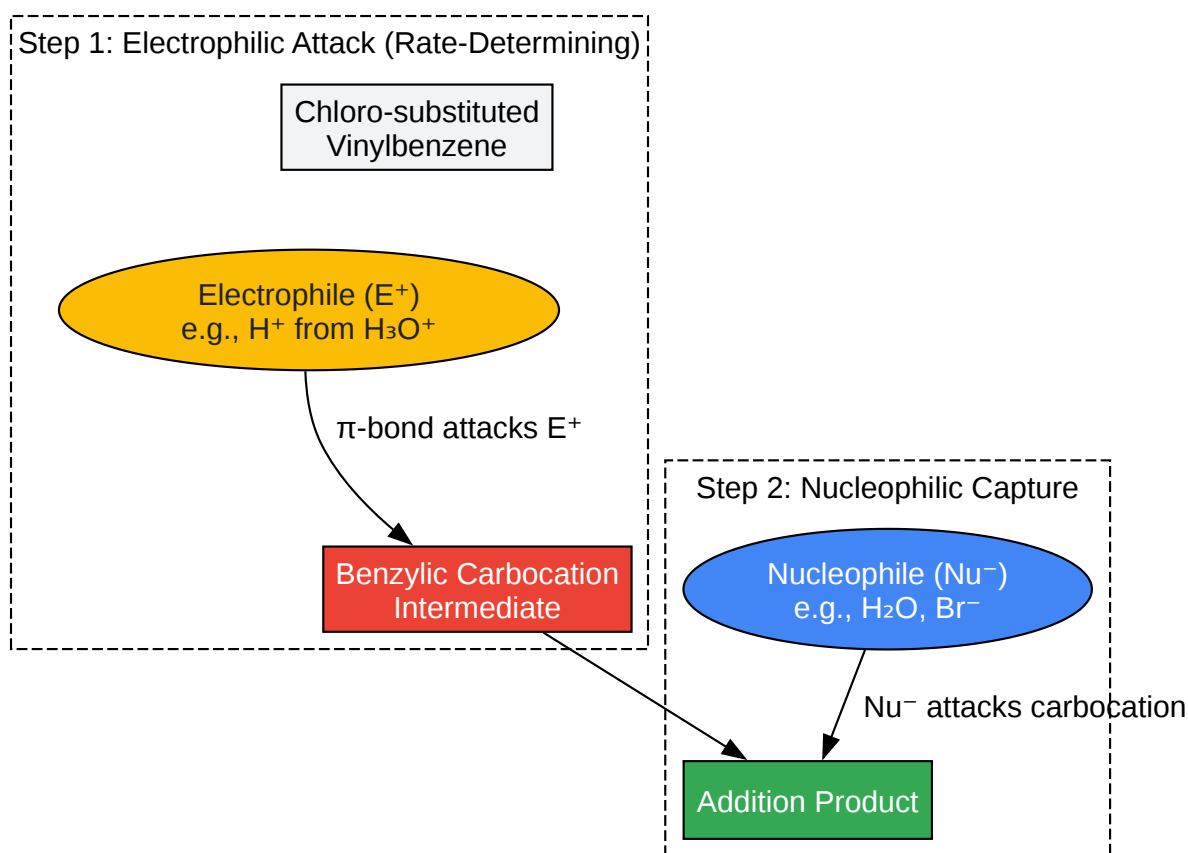 Step 1: Electrophilic Attack (Rate-Determining)
Chloro-substituted
Vinylbenzene
Electrophile (E⁺)
e.g., H⁺ from H₃O⁺
π-bond attacks E⁺
Benzylic Carbocation
Intermediate
Step 2: Nucleophilic Capture
Nucleophile (Nu⁻)
e.g., H₂O, Br⁻
Nu⁻ attacks carbocation
Addition Product